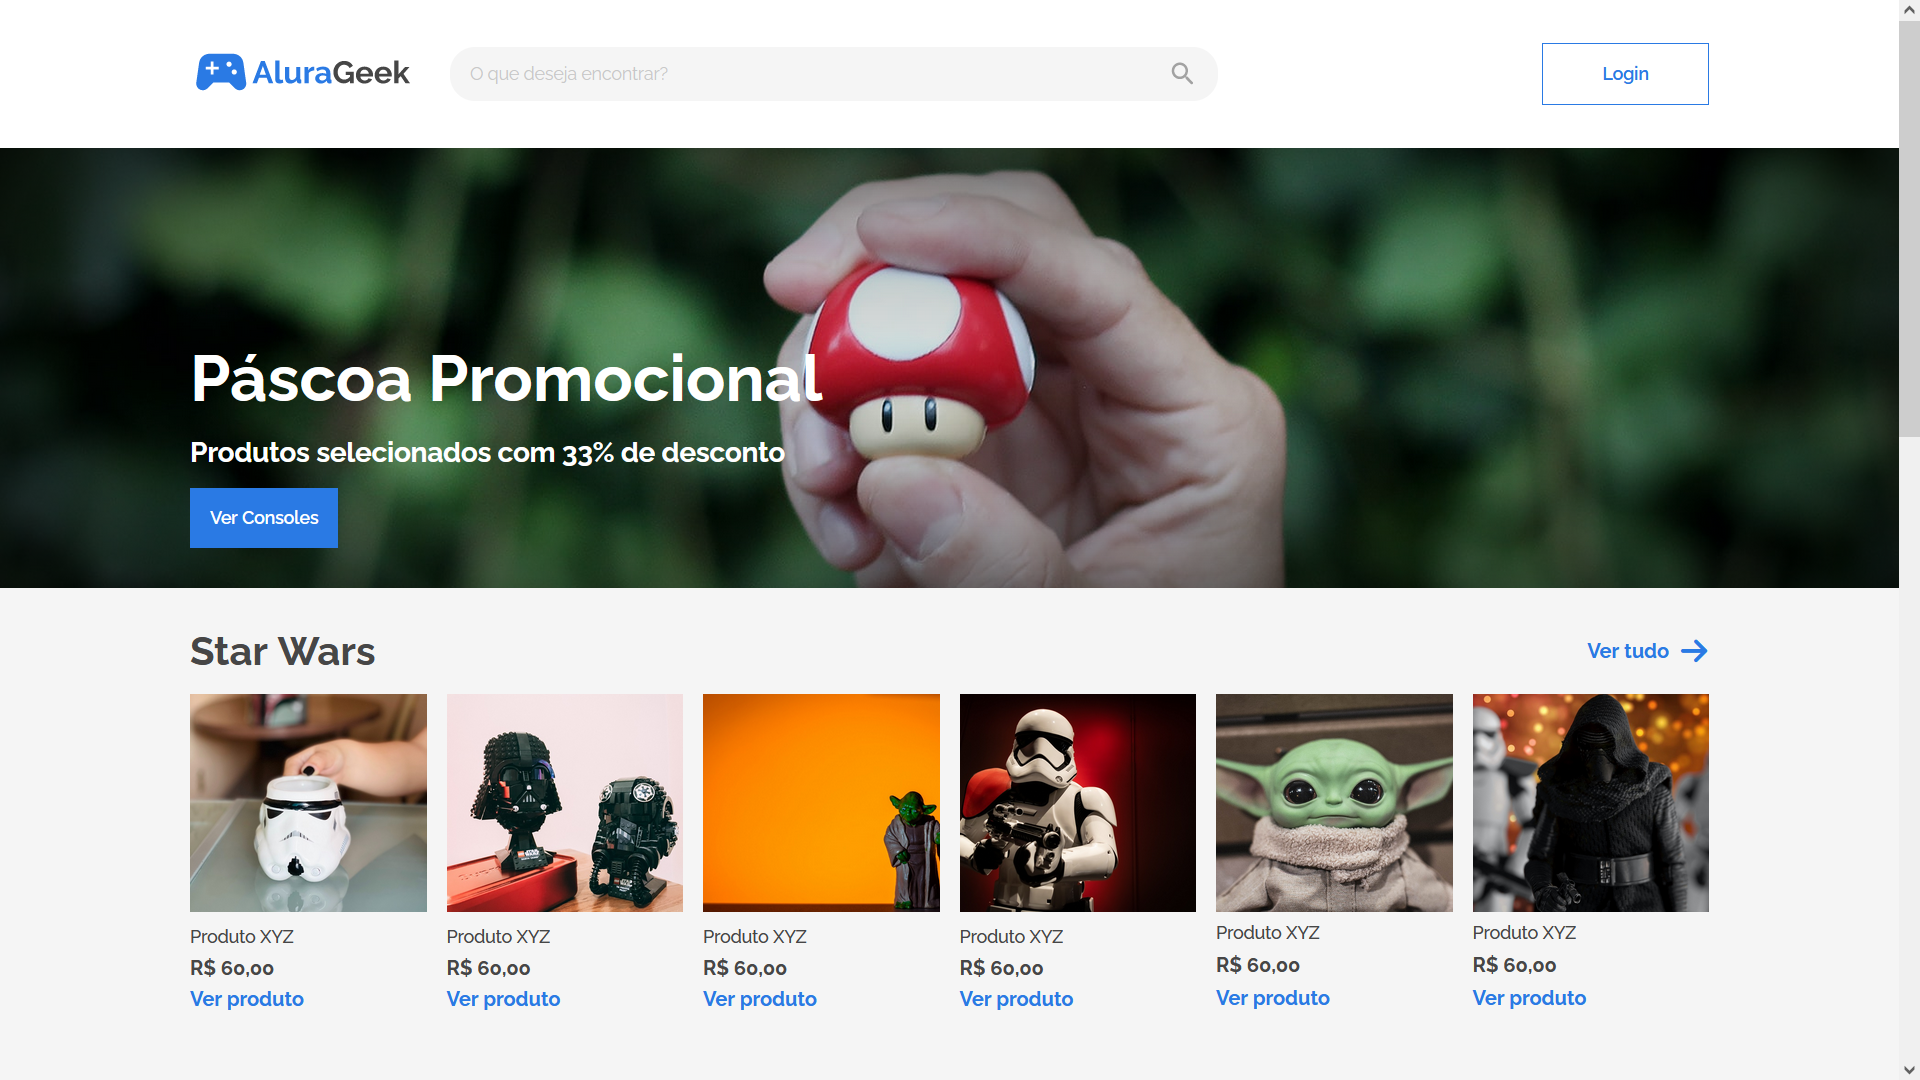 AluraGeek
O que deseja encontrar?
Login
Páscoa Promocional
Produtos selecionados com 33% de desconto
Ver Consoles
Star Wars
Ver tudo
Produto XYZ
R$ 60,00
Ver produto
Produto XYZ
R$ 60,00
Ver produto
Produto XYZ
R$ 60,00
Ver produto
Produto XYZ
R$ 60,00
Ver produto
Produto XYZ
R$ 60,00
Ver produto
Produto XYZ
R$ 60,00
Ver produto